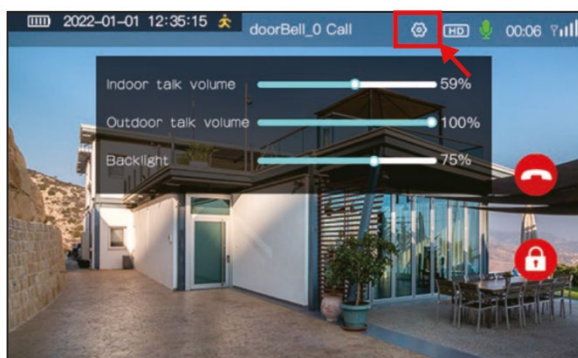 2022-01-01 12:35:15 doorBell_0 Call HD 00:06
Indoor talk volume 59%
Outdoor talk volume 100%
Backlight 75%